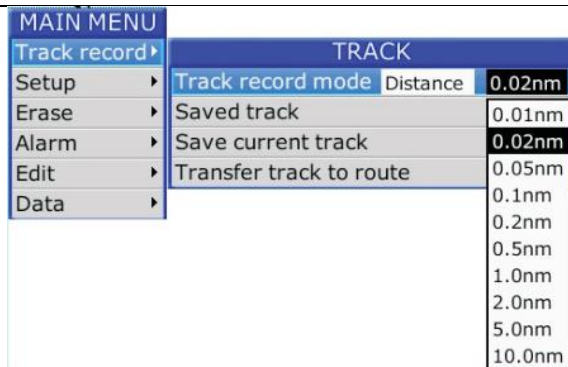 MAIN MENU
Track record
TRACK
Setup
Track record mode Distance 0.02nm
Erase
Saved track
0.01nm
Alarm
Save current track
0.02nm
Edit
Transfer track to route
0.05nm
Data
0.1nm
0.2nm
0.5nm
1.0nm
2.0nm
5.0nm
10.0nm